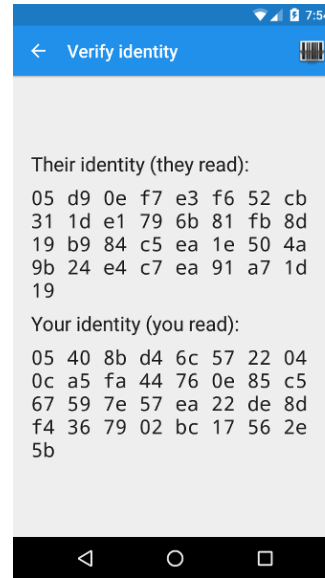 7:54
Verify identity
Their identity (they read):
05 d9 0e f7 e3 f6 52 cb
31 1d e1 79 6b 81 fb 8d
19 b9 84 c5 ea 1e 50 4a
9b 24 e4 c7 ea 91 a7 1d
19
Your identity (you read):
05 40 8b d4 6c 57 22 04
0c a5 fa 44 76 0e 85 c5
67 59 7e 57 ea 22 de 8d
f4 36 79 02 bc 17 56 2e
5b